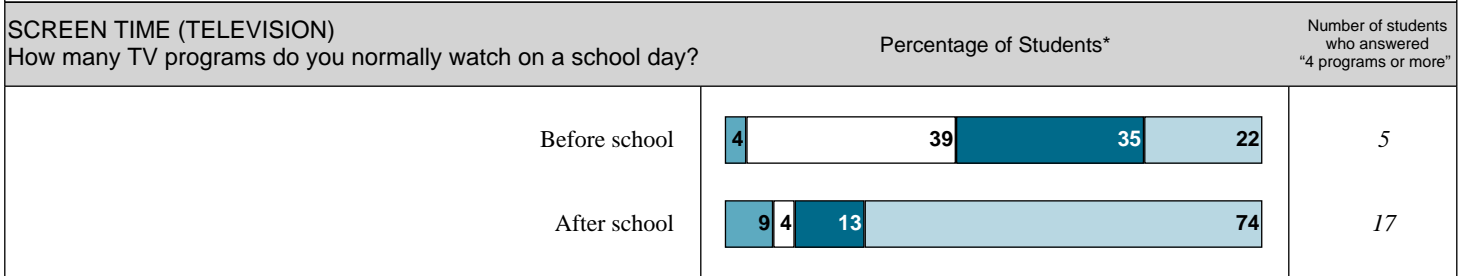 SCREEN TIME (TELEVISION)
How many TV programs do you normally watch on a school day?
Percentage of Students*
Number of students
who answered
“4 programs or more”
Before school
4 39 35 22
5
After school
9 4 13 74
17